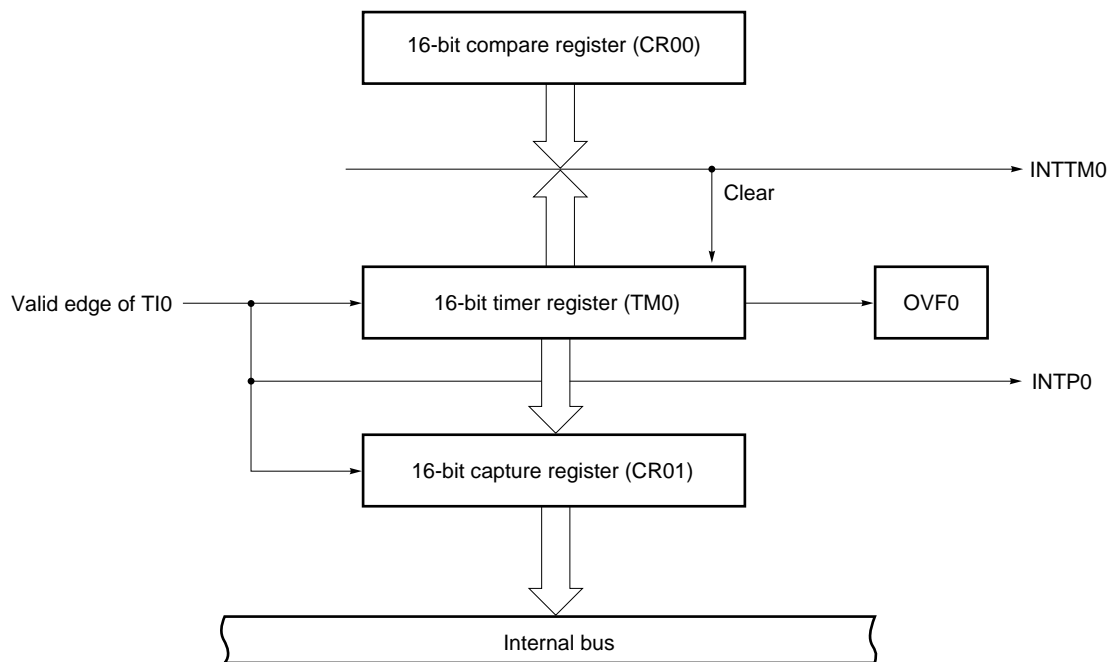 16-bit compare register (CR00)
INTTM0
Clear
Valid edge of TI0
16-bit timer register (TM0)
OVF0
INTP0
16-bit capture register (CR01)
Internal bus